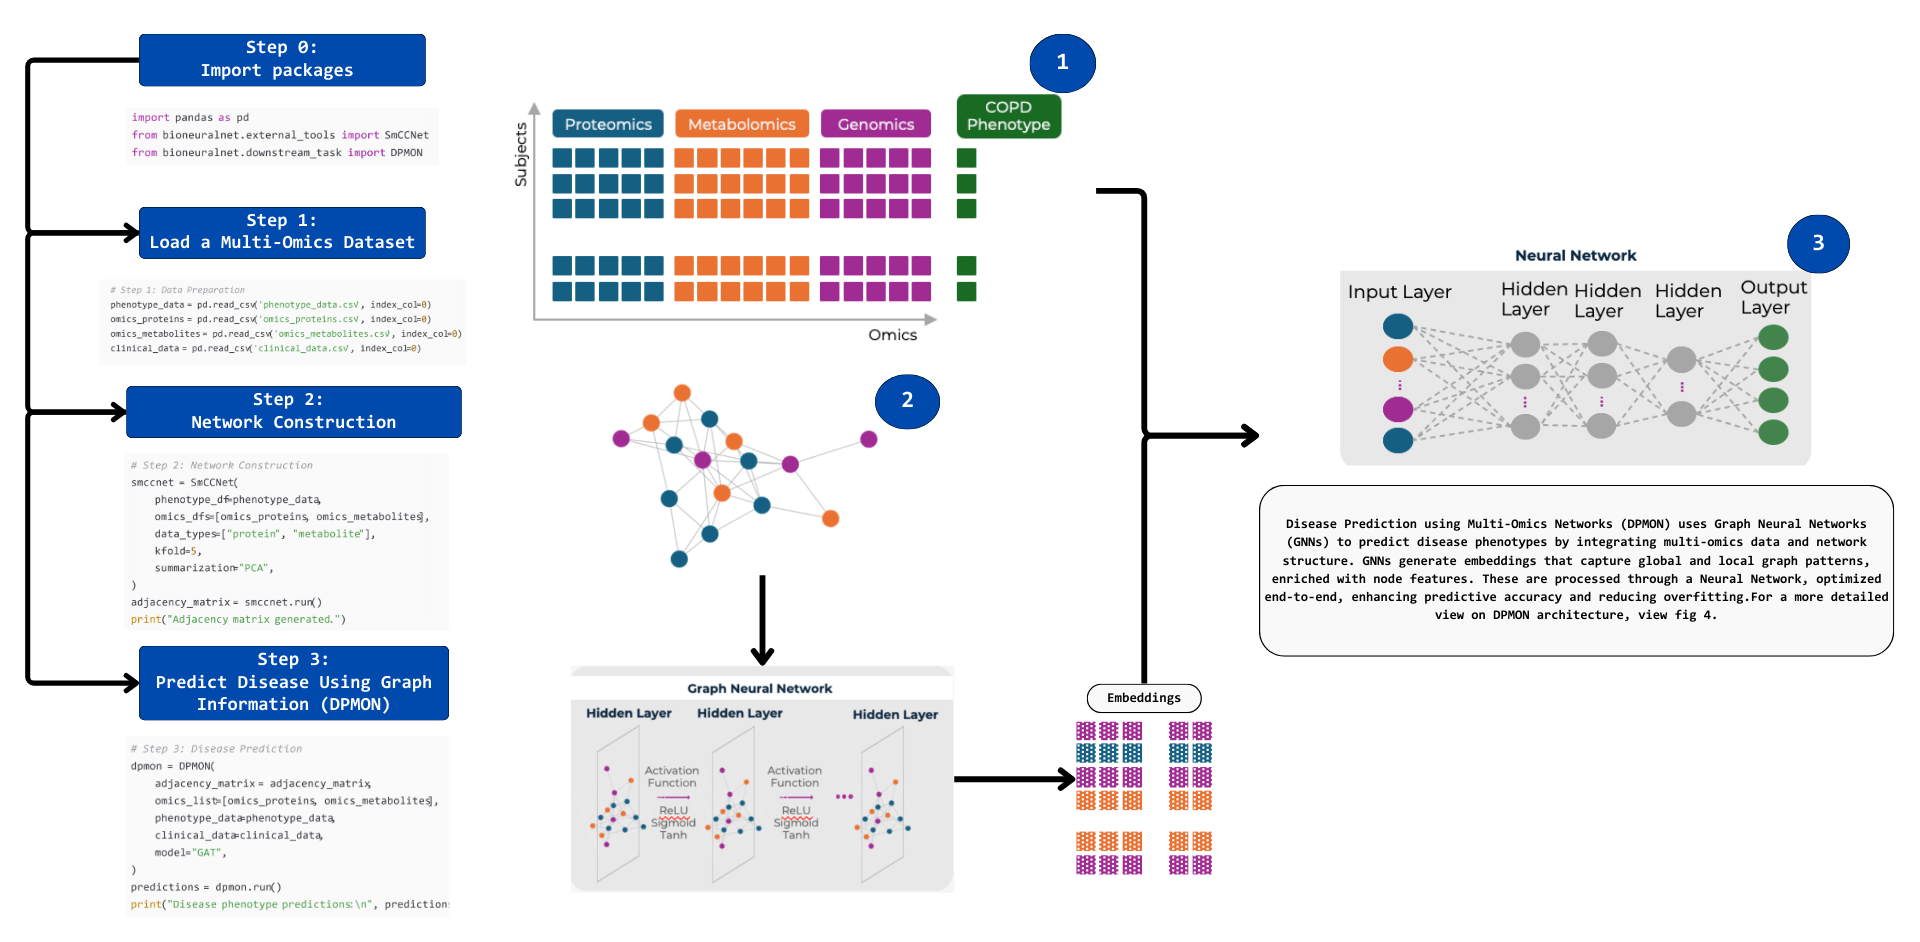 Step 0:
Import packages
import pandas as pd
from bioneuralnet.external_tools import SmCCNet
from bioneuralnet.downstream_task import DPMON
Step 1:
Load a Multi-Omics Dataset
# Step 1: Data Preparation
phenotype_data = pd.read_csv('phenotype_data.csv', index_col=0)
omics_proteins = pd.read_csv('omics_proteins.csv', index_col=0)
omics_metabolites = pd.read_csv('omics_metabolites.csv', index_col=0)
clinical_data = pd.read_csv('clinical_data.csv', index_col=0)
Step 2:
Network Construction
# Step 2: Network Construction
smccnet = SmCCNet(
phenotype_df=phenotype_data,
omics_dfs=[omics_proteins, omics_metabolites],
data_types=["protein", "metabolite"],
kfold=5,
summarization="PCA",
)
adjacency_matrix = smccnet.run()
print("Adjacency matrix generated.")
Step 3:
Predict Disease Using Graph
Information (DPMON)
# Step 3: Disease Prediction
dpmon = DPMON(
adjacency_matrix = adjacency_matrix,
omics_list=[omics_proteins, omics_metabolites],
phenotype_data=phenotype_data,
clinical_data=clinical_data,
model="GAT",
)
predictions = dpmon.run()
print("Disease phenotype predictions:\n", predictions
1
Subjects
Proteomics
Metabolomics
Genomics
COPD
Phenotype
Omics
2
Graph Neural Network
Hidden Layer
Hidden Layer
Hidden Layer
Activation
Function
ReLU
Sigmoid
Tanh
Activation
Function
ReLU
Sigmoid
Tanh
Embeddings
3
Neural Network
Input Layer
Hidden
Layer
Hidden
Layer
Hidden
Layer
Output
Layer
Disease Prediction using Multi-Omics Networks (DPMON) uses Graph Neural Networks
(GNNs) to predict disease phenotypes by integrating multi-omics data and network
structure. GNNs generate embeddings that capture global and local graph patterns,
enriched with node features. These are processed through a Neural Network, optimized
end-to-end, enhancing predictive accuracy and reducing overfitting.For a more detailed
view on DPMON architecture, view fig 4.